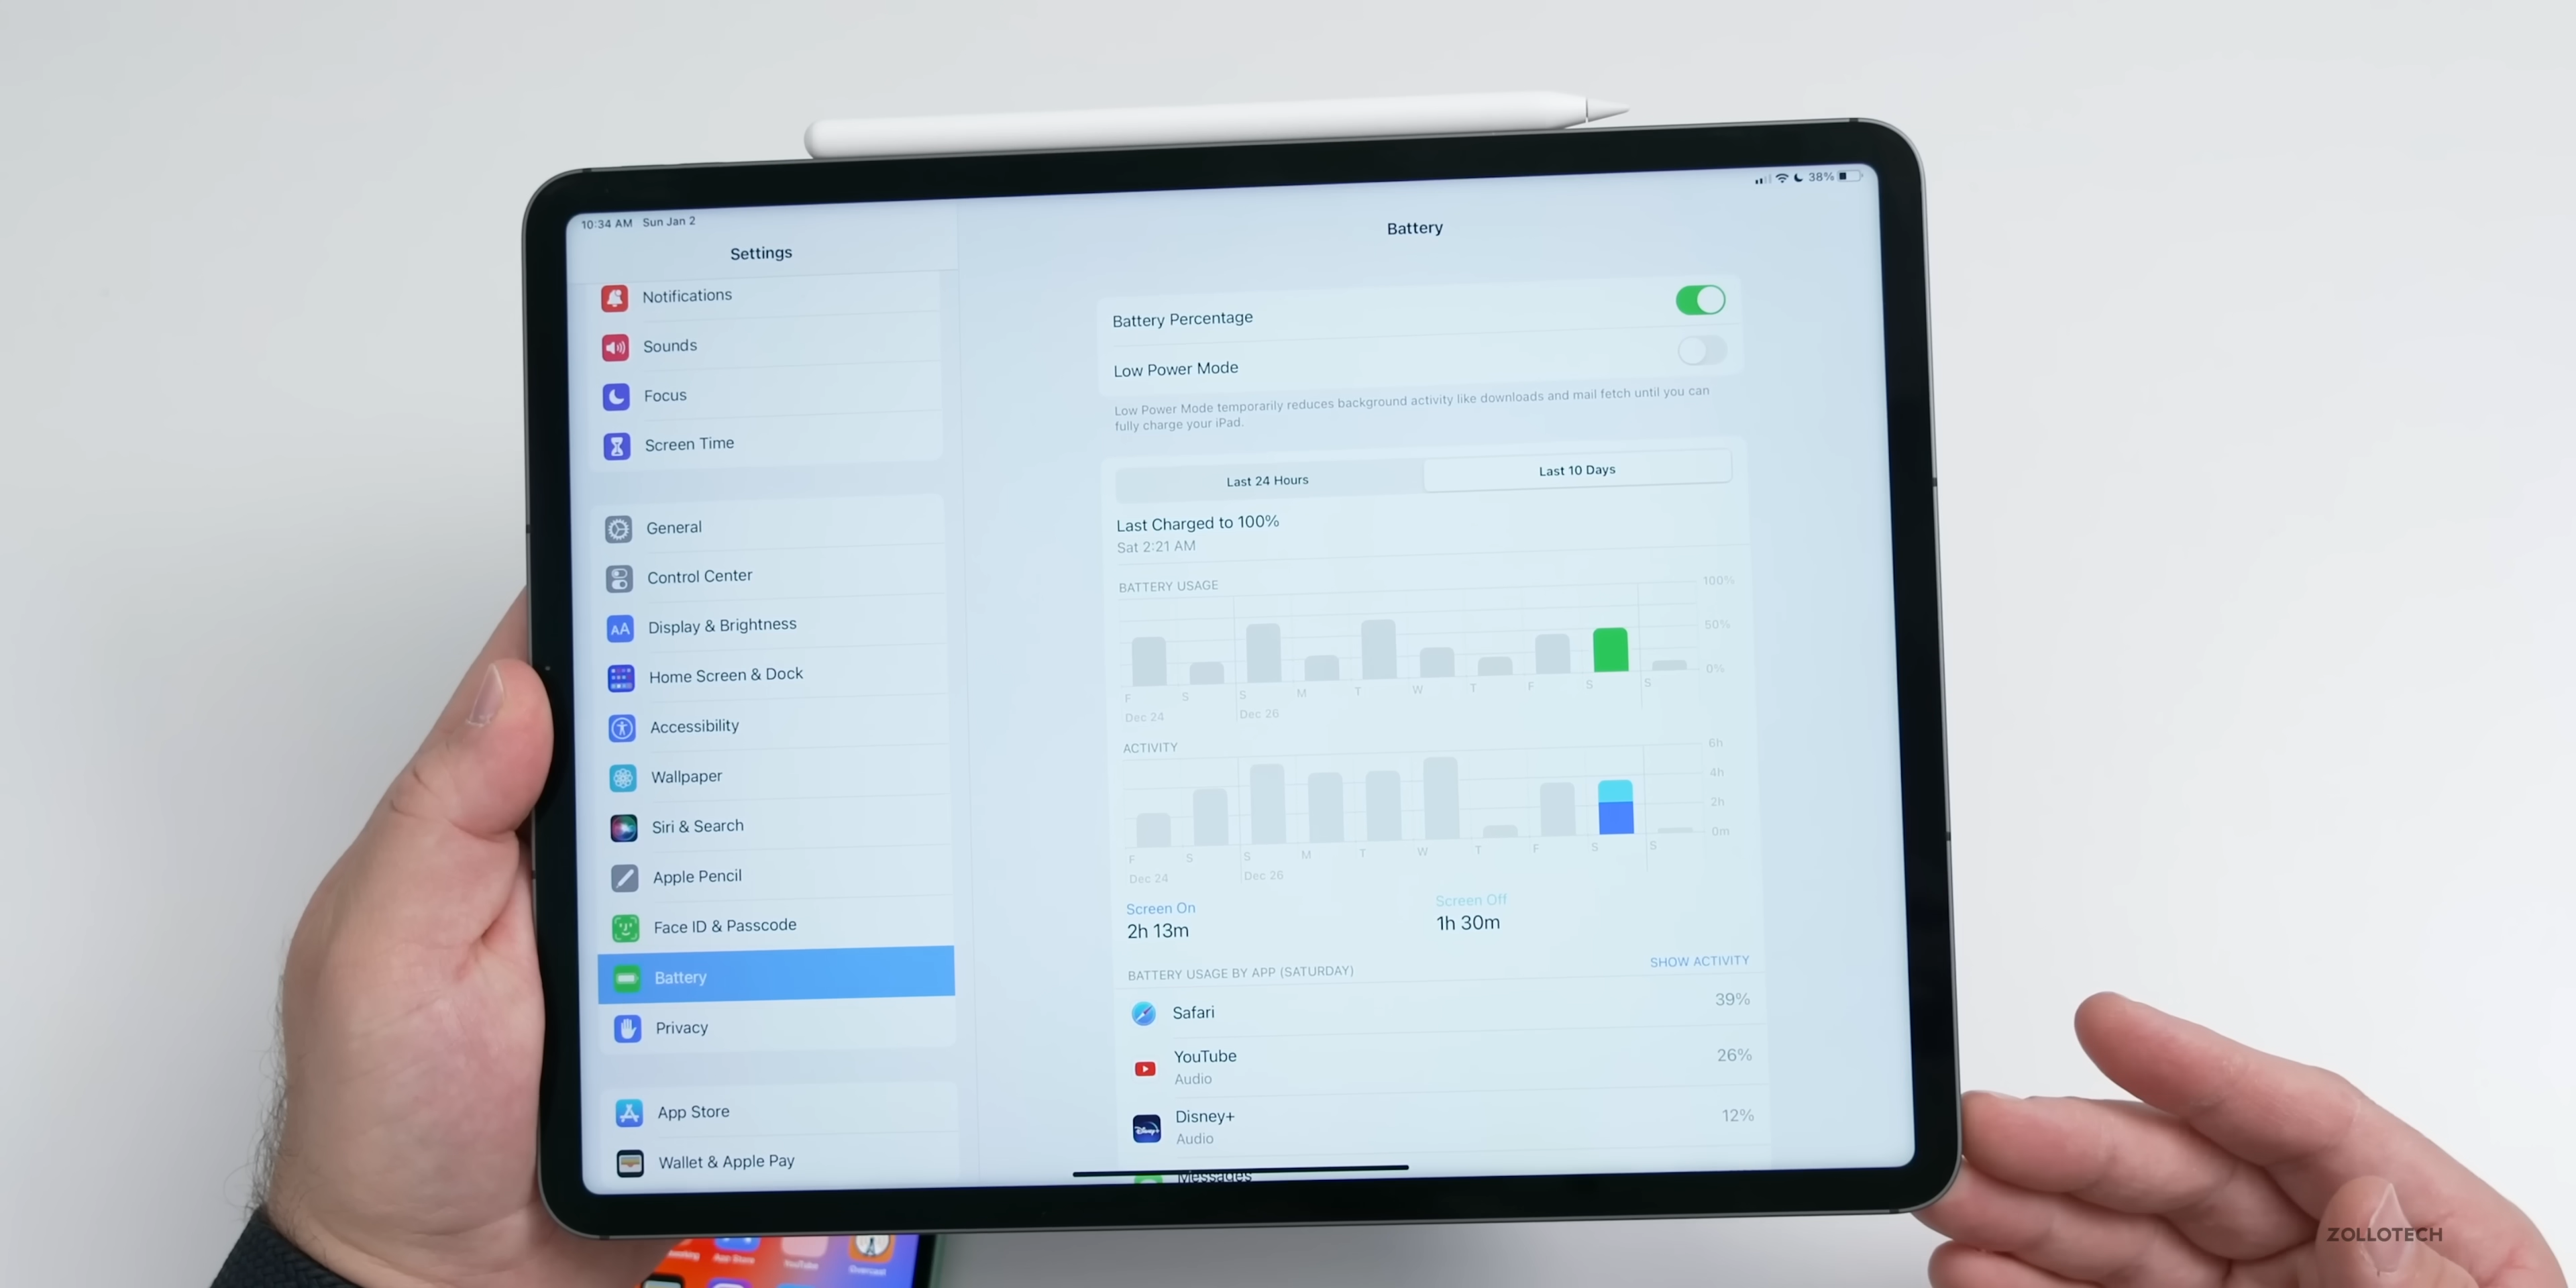 10:34 AM Sun Jan 2
38%
Settings
Notifications
Sounds
Focus
Screen Time
General
Control Center
Display & Brightness
Home Screen & Dock
Accessibility
Wallpaper
Siri & Search
Apple Pencil
Face ID & Passcode
Battery
Privacy
App Store
Wallet & Apple Pay
Battery
Battery Percentage
Low Power Mode
Low Power Mode temporarily reduces background activity like downloads and mail fetch until you can
fully charge your iPad.
Last 24 Hours
Last 10 Days
Last Charged to 100%
Sat 2:21 AM
BATTERY USAGE
100%
50%
0%
F S S M T W T F S S
Dec 24 Dec 26
ACTIVITY
6h
4h
2h
0m
F S S M T W T F S S
Dec 24 Dec 26
Screen On
2h 13m
Screen Off
1h 30m
BATTERY USAGE BY APP (SATURDAY)
SHOW ACTIVITY
Safari
39%
YouTube
Audio
26%
Disney+
Audio
12%
Messages
App Store
YouTube
Overcast
ZOLLOTECH